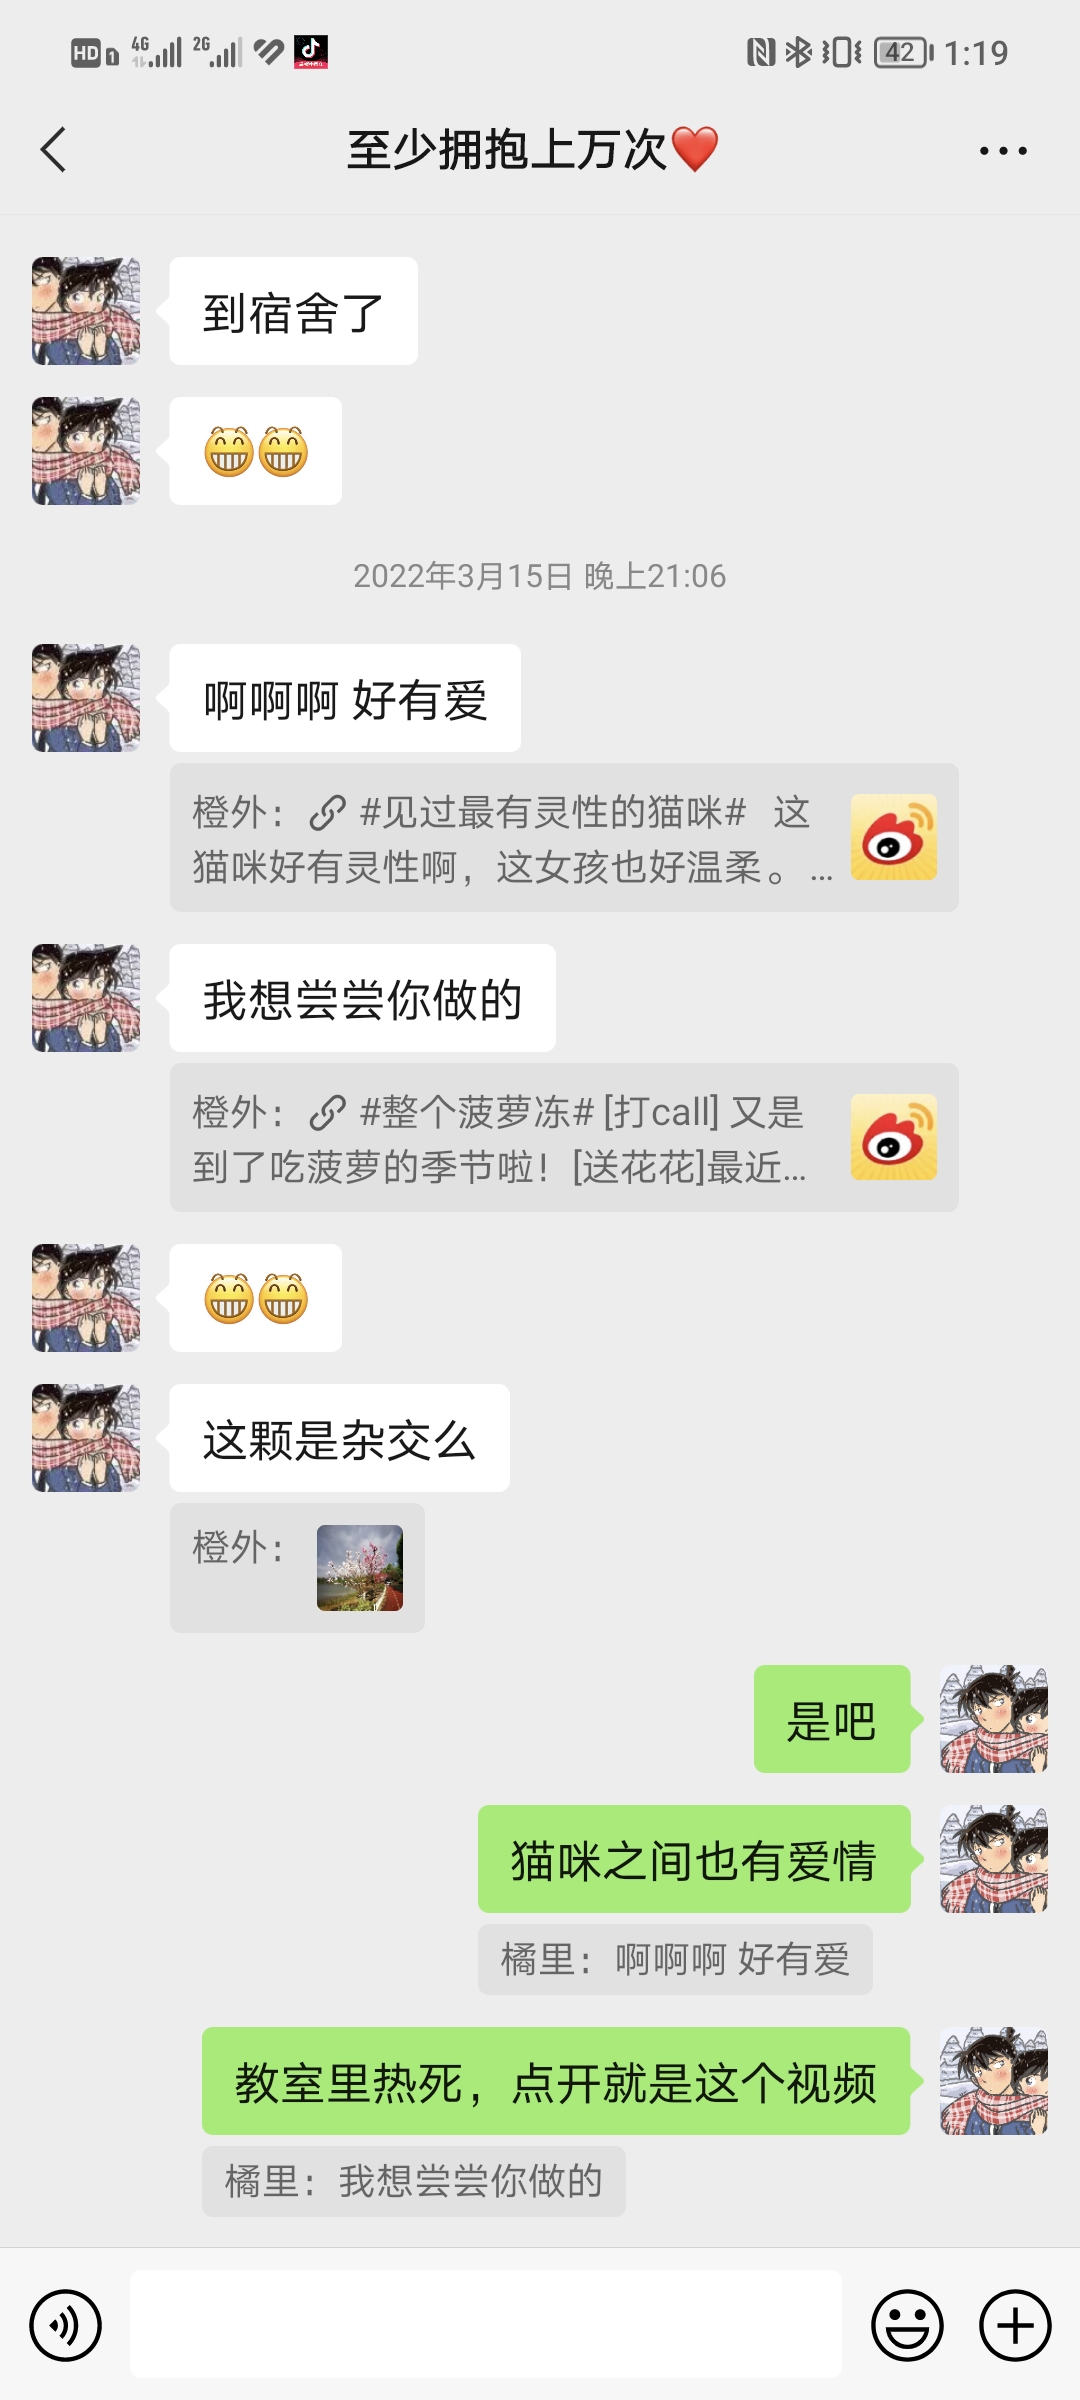 HD 1 4G 2G 42 1:19
至少拥抱上万次❤️
到宿舍了
😁😁
2022年3月15日 晚上21:06
啊啊啊 好有爱
橙外：🔗 #见过最有灵性的猫咪# 这
猫咪好有灵性啊，这女孩也好温柔。...
我想尝尝你做的
橙外：🔗 #整个菠萝冻# [打call] 又是
到了吃菠萝的季节啦！[送花花]最近...
😁😁
这颗是杂交么
橙外：
是吧
猫咪之间也有爱情
橘里：啊啊啊 好有爱
教室里热死，点开就是这个视频
橘里：我想尝尝你做的